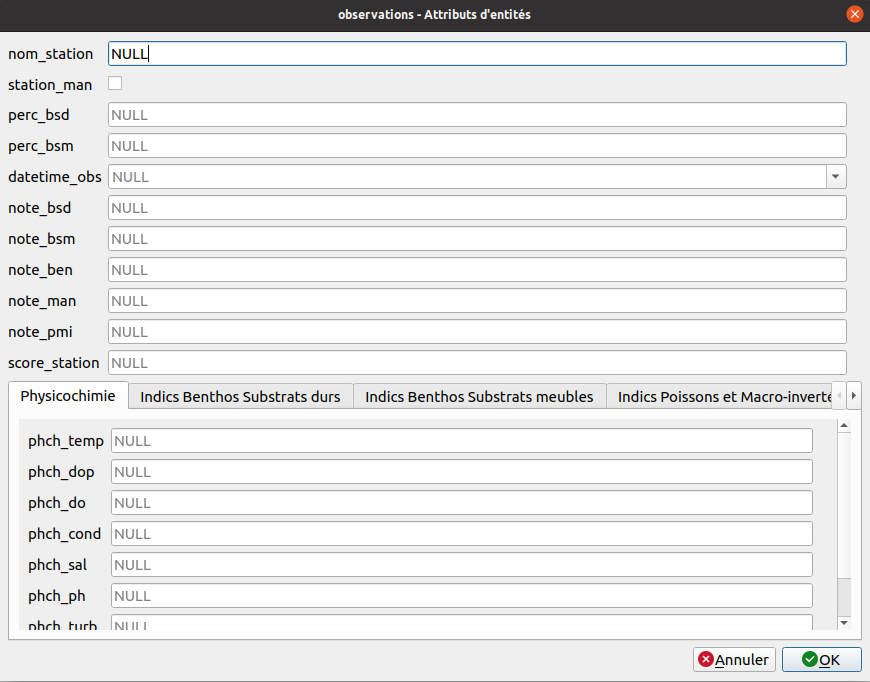 observations - Attributs d'entités
nom_station NULL
station_man
perc_bsd NULL
perc_bsm NULL
datetime_obs NULL
note_bsd NULL
note_bsm NULL
note_ben NULL
note_man NULL
note_pmi NULL
score_station NULL
Physicochimie Indics Benthos Substrats durs Indics Benthos Substrats meubles Indics Poissons et Macro-inverté
phch_temp NULL
phch_dop NULL
phch_do NULL
phch_cond NULL
phch_sal NULL
phch_ph NULL
phch_turb NULL
Annuler OK